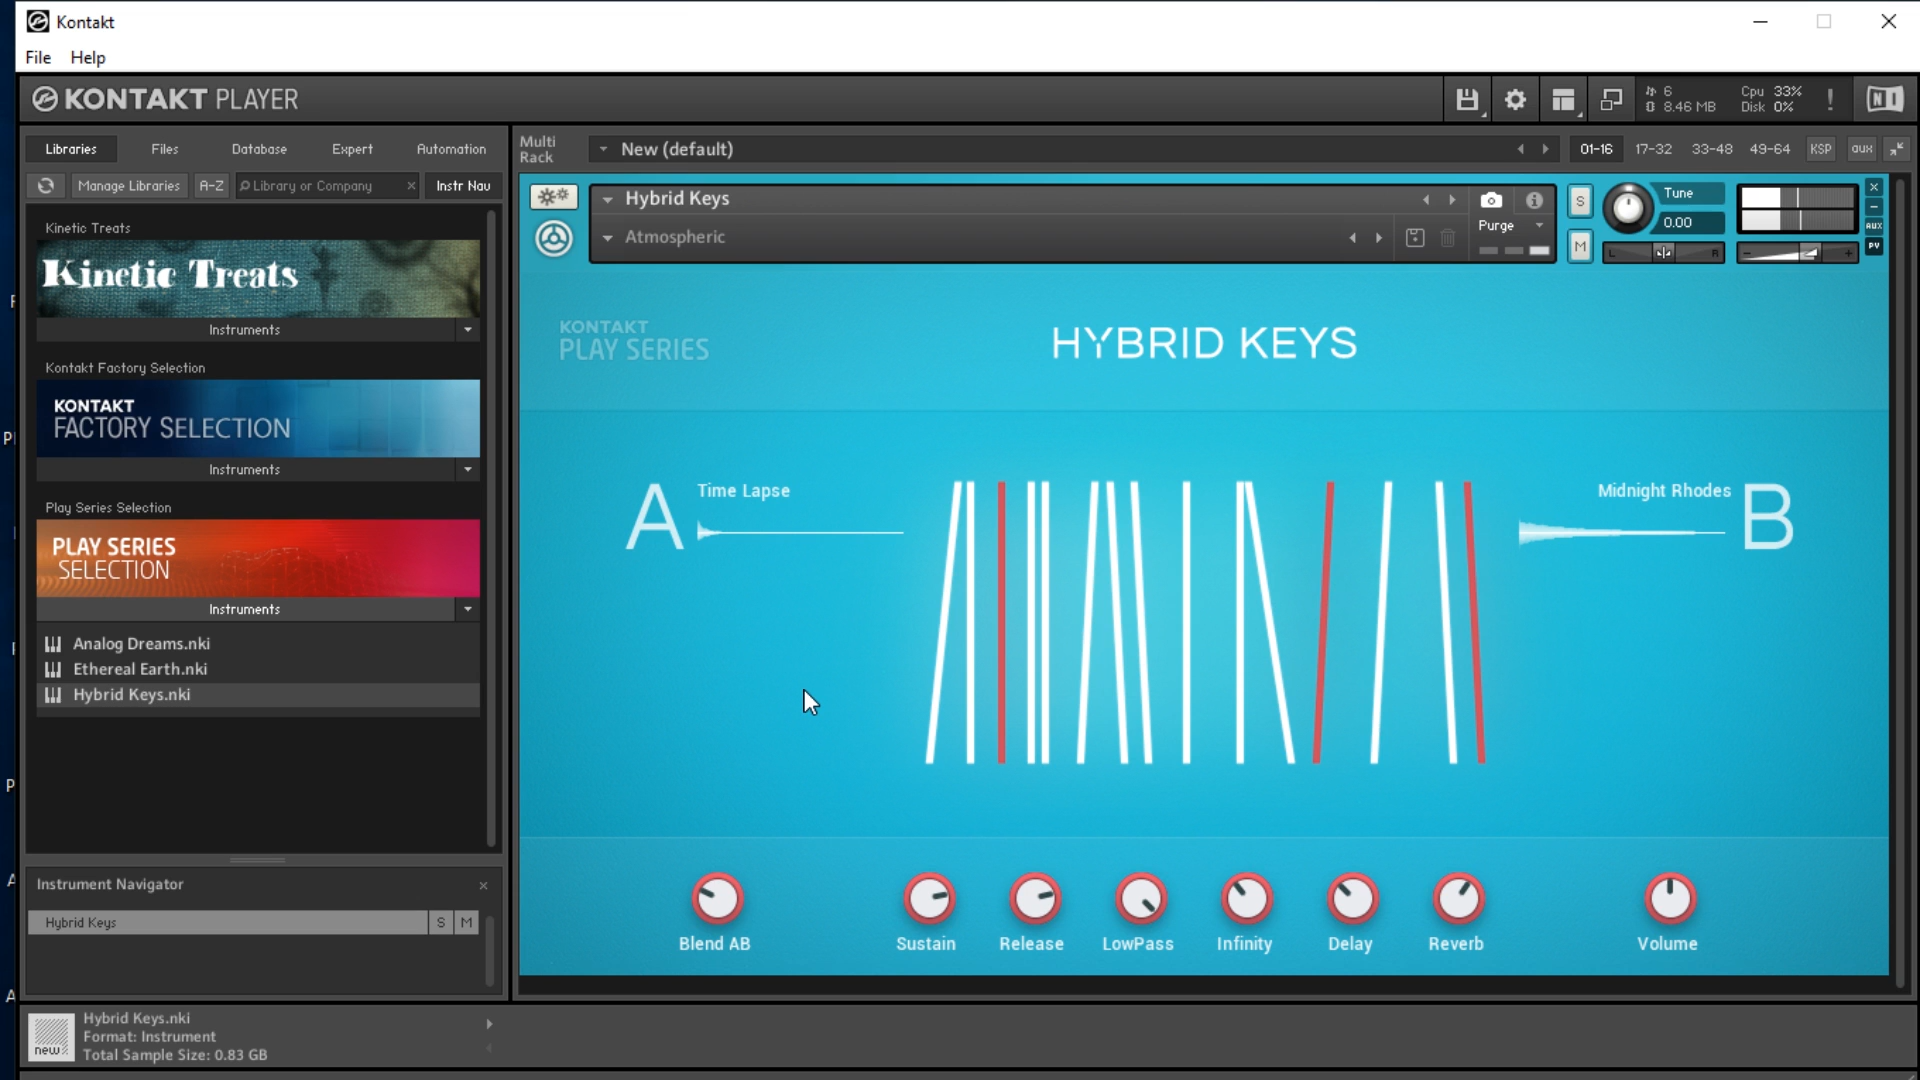 Kontakt
File Help
KONTAKT PLAYER
6
8.46 MB
Cpu 33%
Disk 0%
!
NI
Libraries Files Database Expert Automation
Multi
Rack
New (default)
01-16 17-32 33-48 49-64 KSP aux
Manage Libraries A-Z Library or Company × Instr Nav
Kinetic Treats
Kinetic Treats
Instruments
Kontakt Factory Selection
KONTAKT
FACTORY SELECTION
Instruments
Play Series Selection
PLAY SERIES
SELECTION
Instruments
Analog Dreams.nki
Ethereal Earth.nki
Hybrid Keys.nki
Hybrid Keys
Atmospheric
Purge
S
M
Tune
0.00
L R
- +
×
-
AUX
PV
KONTAKT
PLAY SERIES
HYBRID KEYS
A Time Lapse
Midnight Rhodes B
Blend AB Sustain Release LowPass Infinity Delay Reverb Volume
Instrument Navigator ×
Hybrid Keys S M
new
Hybrid Keys.nki
Format: Instrument
Total Sample Size: 0.83 GB